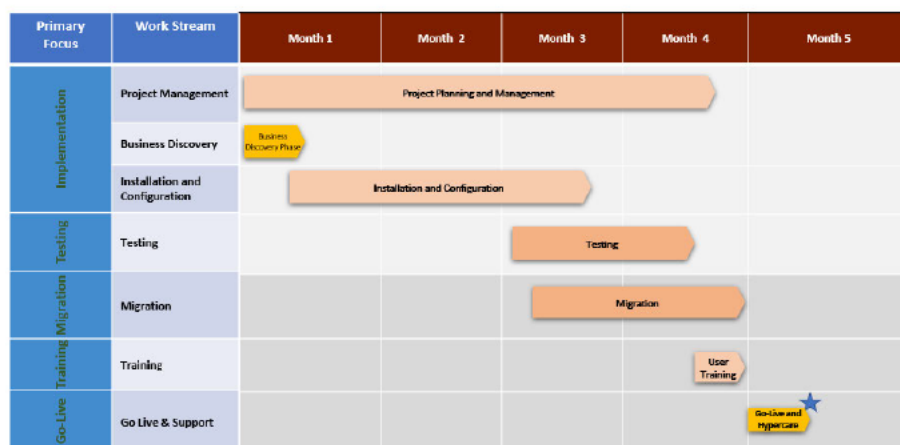 Primary
Focus
Work Stream
Month 1
Month 2
Month 3
Month 4
Month 5
Implementation
Project Management
Project Planning and Management
Business Discovery
Business
Discovery Phase
Installation and
Configuration
Installation and Configuration
Testing
Testing
Testing
Migration
Migration
Migration
Training
Training
User
Training
Go-Live
Go Live & Support
Go-Live and
Hypercare